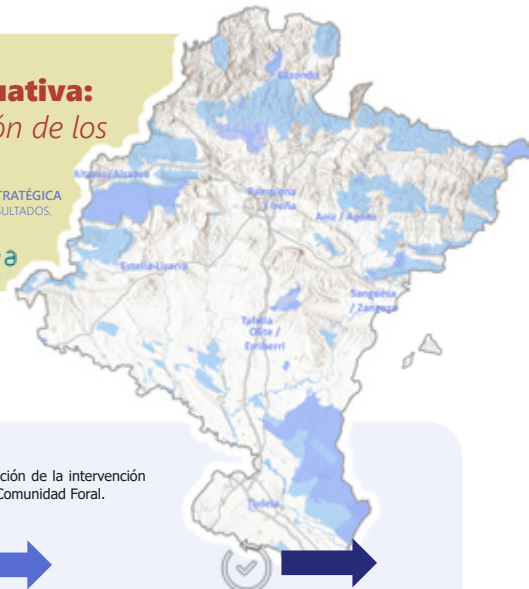 uativa:
ón de los
TRATÉGICA
SULTADOS.
a
Elizondo
Altsasu/Alsasua
Pamplona
/ Iruña
Aoiz / Agoitz
Estella-Lizarra
Sangüesa
/ Zangoza
Tafalla
Olite /
Erriberri
Tudela
ción de la intervención
Comunidad Foral.